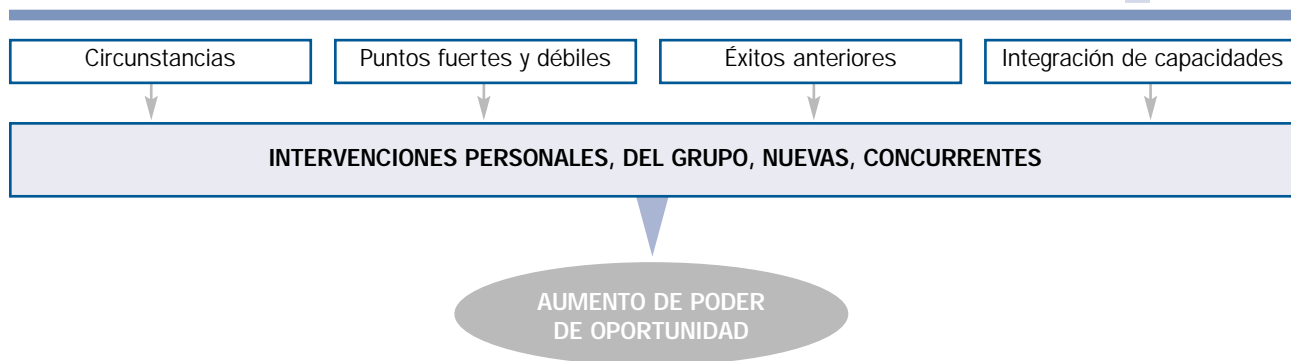 Circunstancias
Puntos fuertes y débiles
Éxitos anteriores
Integración de capacidades
INTERVENCIONES PERSONALES, DEL GRUPO, NUEVAS, CONCURRENTES
AUMENTO DE PODER
DE OPORTUNIDAD